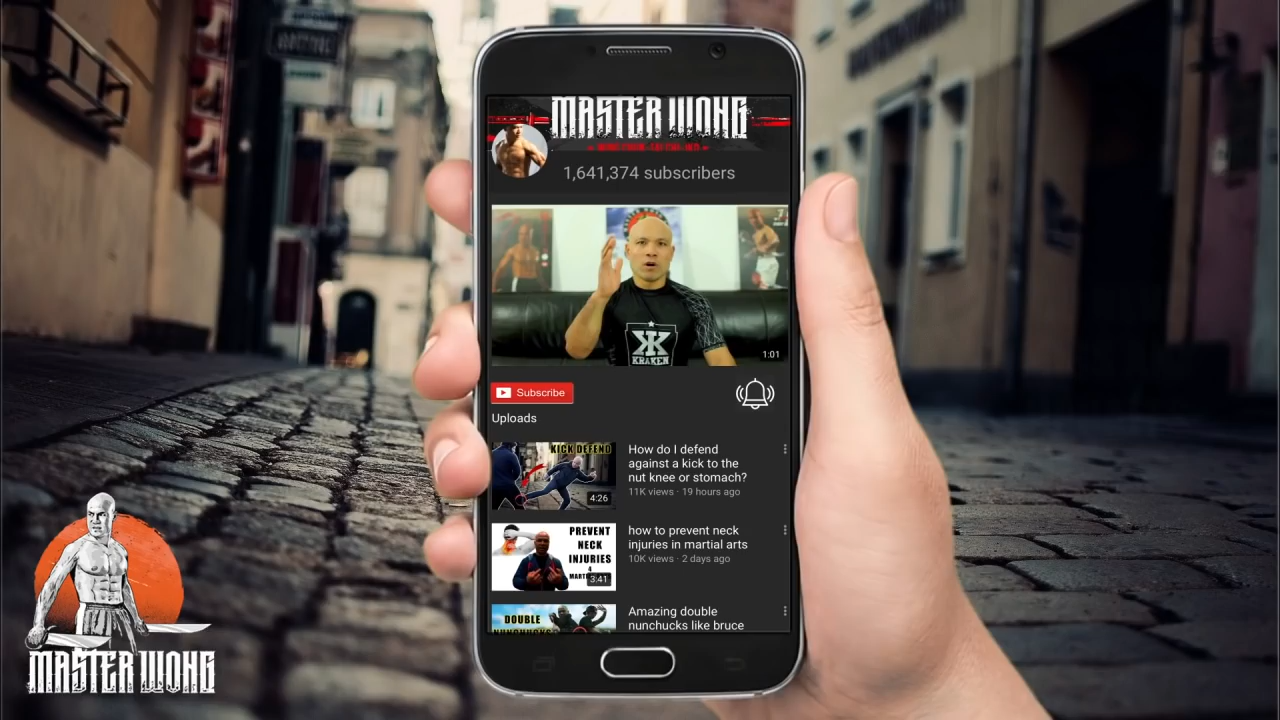 MASTER WONG
1,641,374 subscribers
KRAKEN
1:01
Subscribe
Uploads
KICK DEFEND
4:26
How do I defend
against a kick to the
nut knee or stomach?
11K views · 19 hours ago
PREVENT
NECK
INJURIES
4
3:41
how to prevent neck
injuries in martial arts
10K views · 2 days ago
DOUBLE
Amazing double
nunchucks like bruce
MASTER WONG